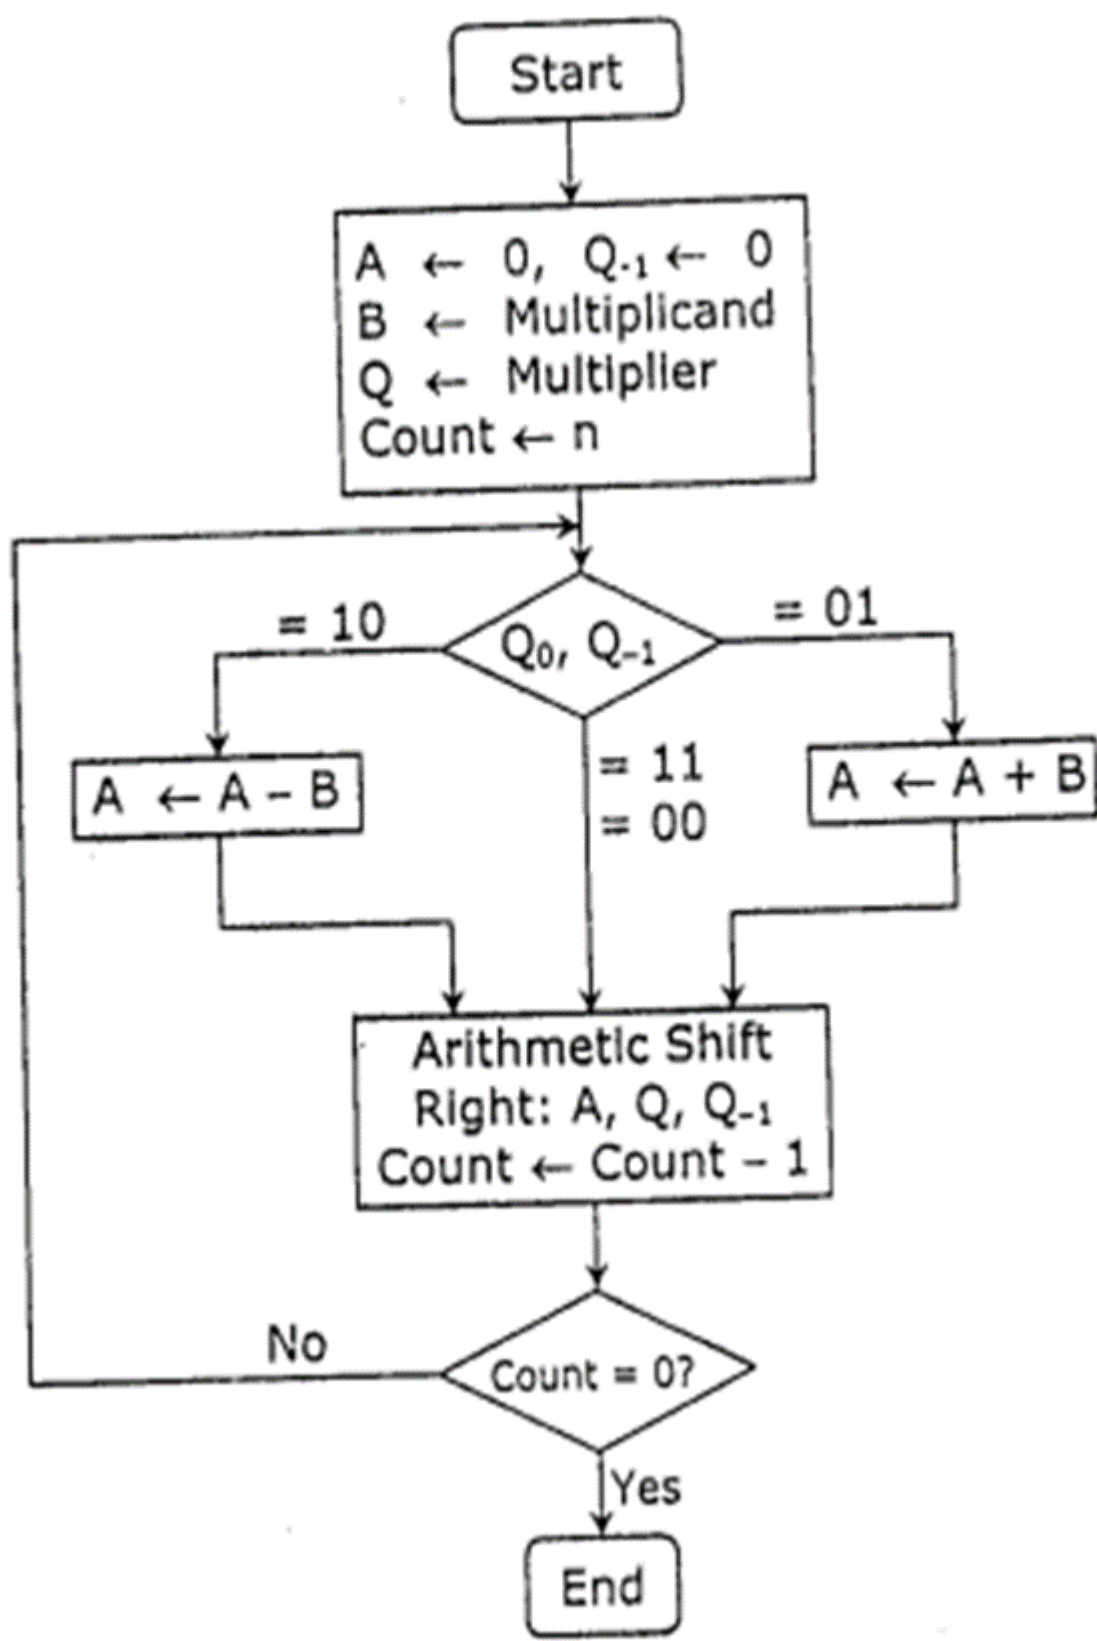 Start
A ← 0, Q₋₁ ← 0
B ← Multiplicand
Q ← Multiplier
Count ← n
= 10
= 01
Q₀, Q₋₁
= 11
= 00
A ← A – B
A ← A + B
Arithmetic Shift
Right: A, Q, Q₋₁
Count ← Count – 1
No
Count = 0?
Yes
End